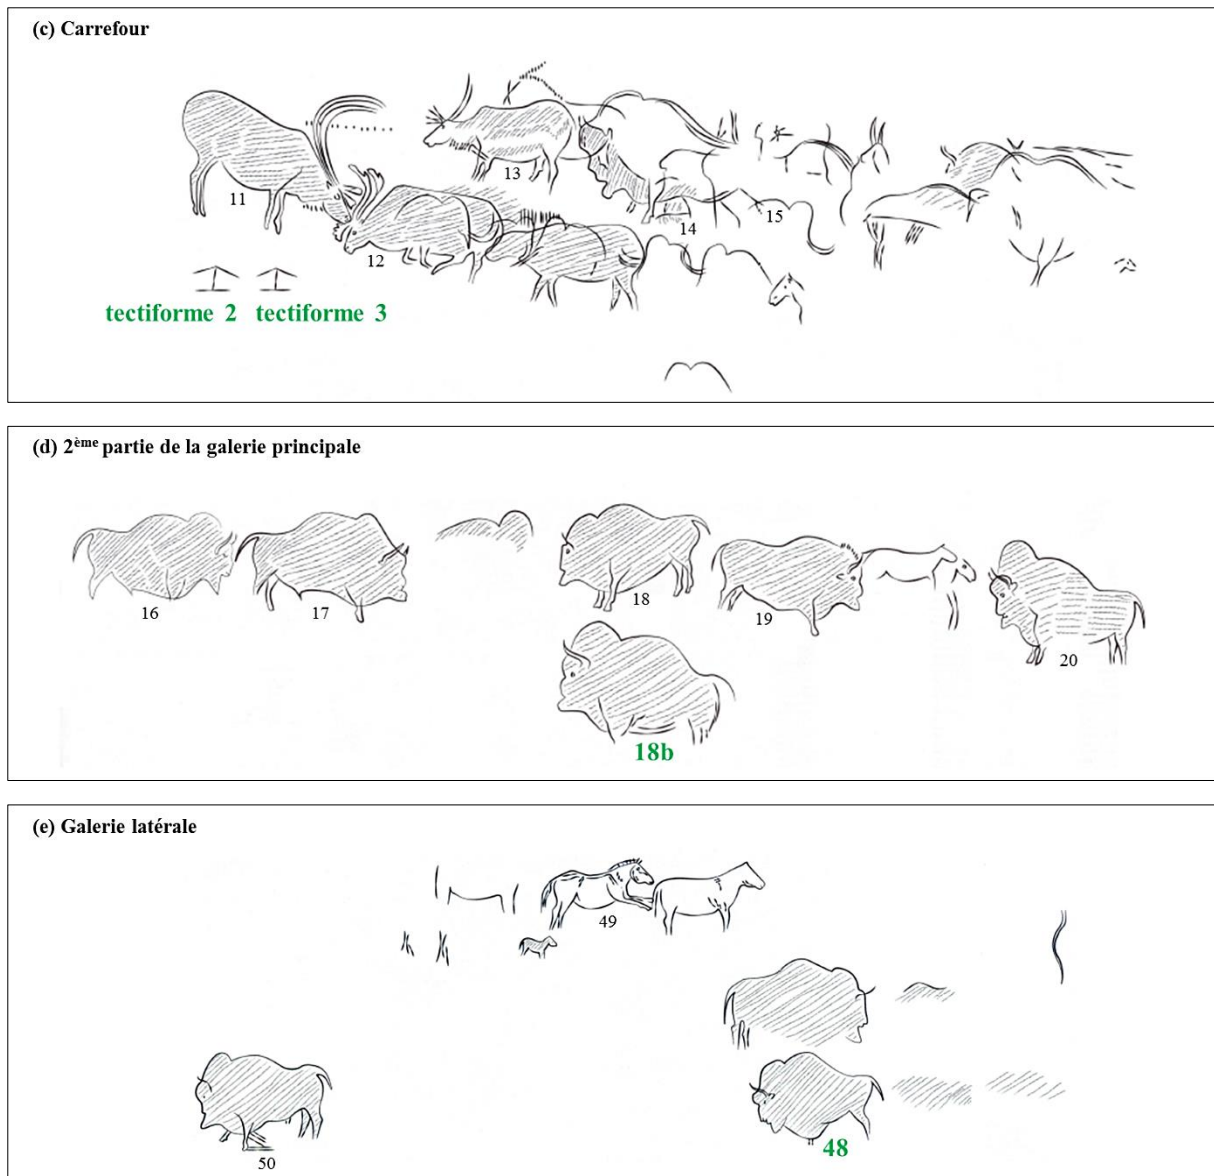 (c) Carrefour
13
11
14
15
12
tectiforme 2 tectiforme 3
(d) 2ème partie de la galerie principale
16
17
18
19
20
18b
(e) Galerie latérale
49
48
50